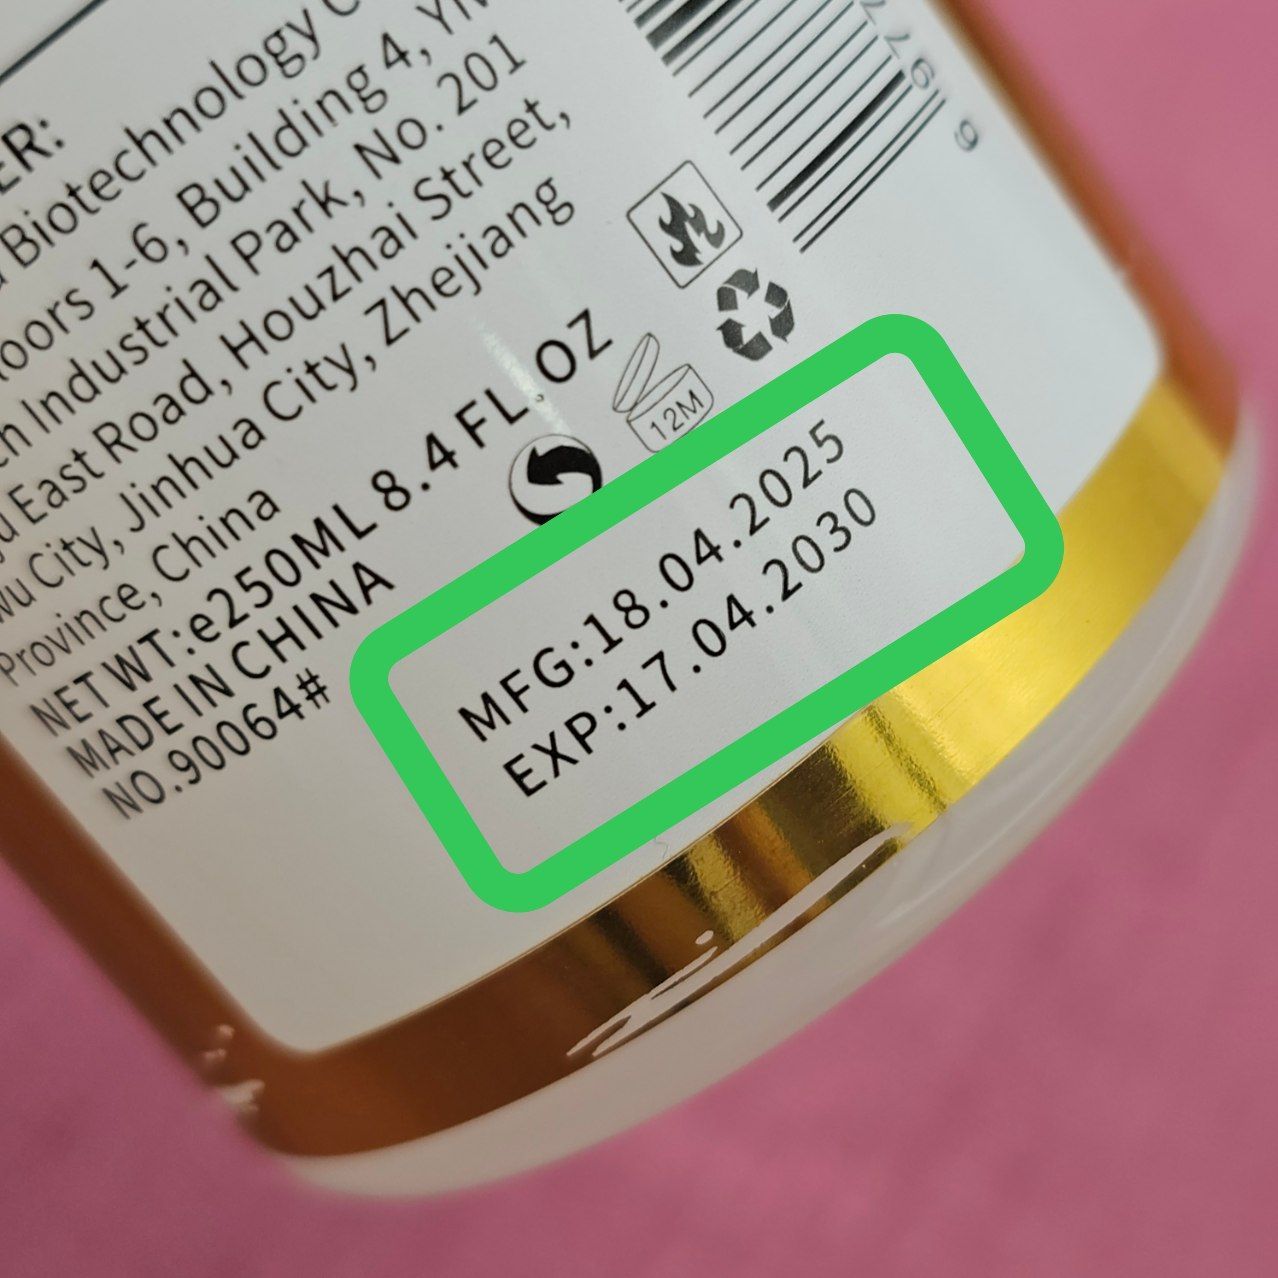 ER:
Biotechnology
oors 1-6, Building 4,
Industrial Park, No. 201
East Road, Houzhai Street,
wu City, Jinhua City, Zhejiang
Province, China
NET WT:e250ML 8.4 FL.OZ
MADE IN CHINA
NO.90064#
12M
MFG:18.04.2025
EXP:17.04.2030